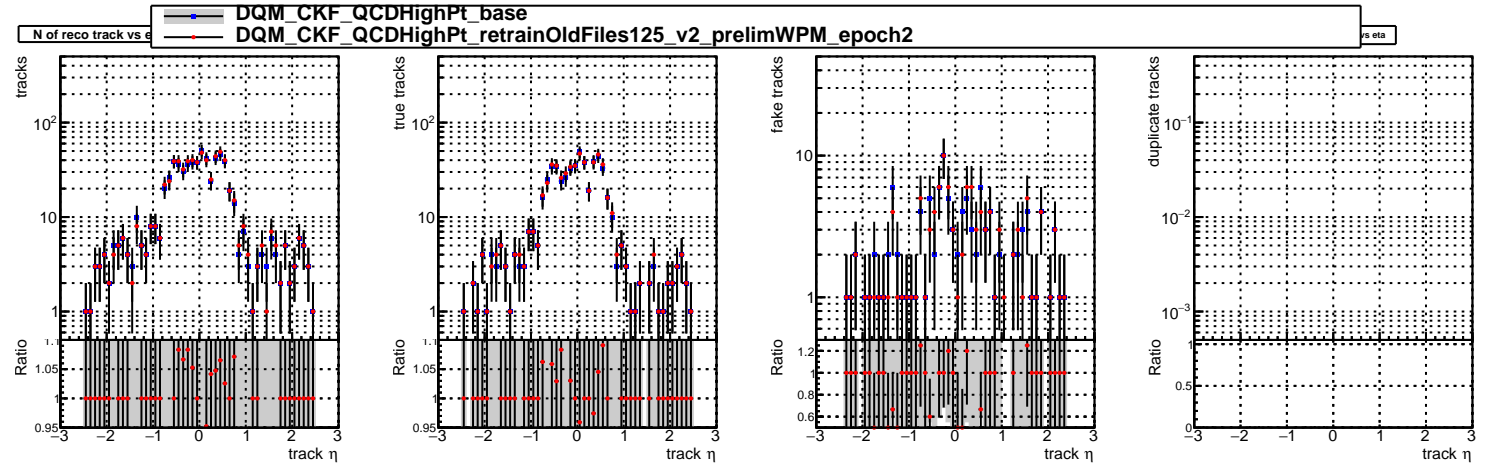 DQM_CKF_QCDHighPt_base
DQM_CKF_QCDHighPt_retrainOldFiles125_v2_prelimWPM_epoch2
N of reco track vs e
vs eta
tracks
10²
10
1
1.1
Ratio
1.05
1
0.95
−3 −2 −1 0 1 2 3
track η
true tracks
10²
10
1
1.1
Ratio
1.05
1
0.95
−3 −2 −1 0 1 2 3
track η
fake tracks
10
1
Ratio
1.2
1
0.8
0.6
−3 −2 −1 0 1 2 3
track η
duplicate tracks
10⁻¹
10⁻²
10⁻³
Ratio
1
0.5
0
−3 −2 −1 0 1 2 3
track η